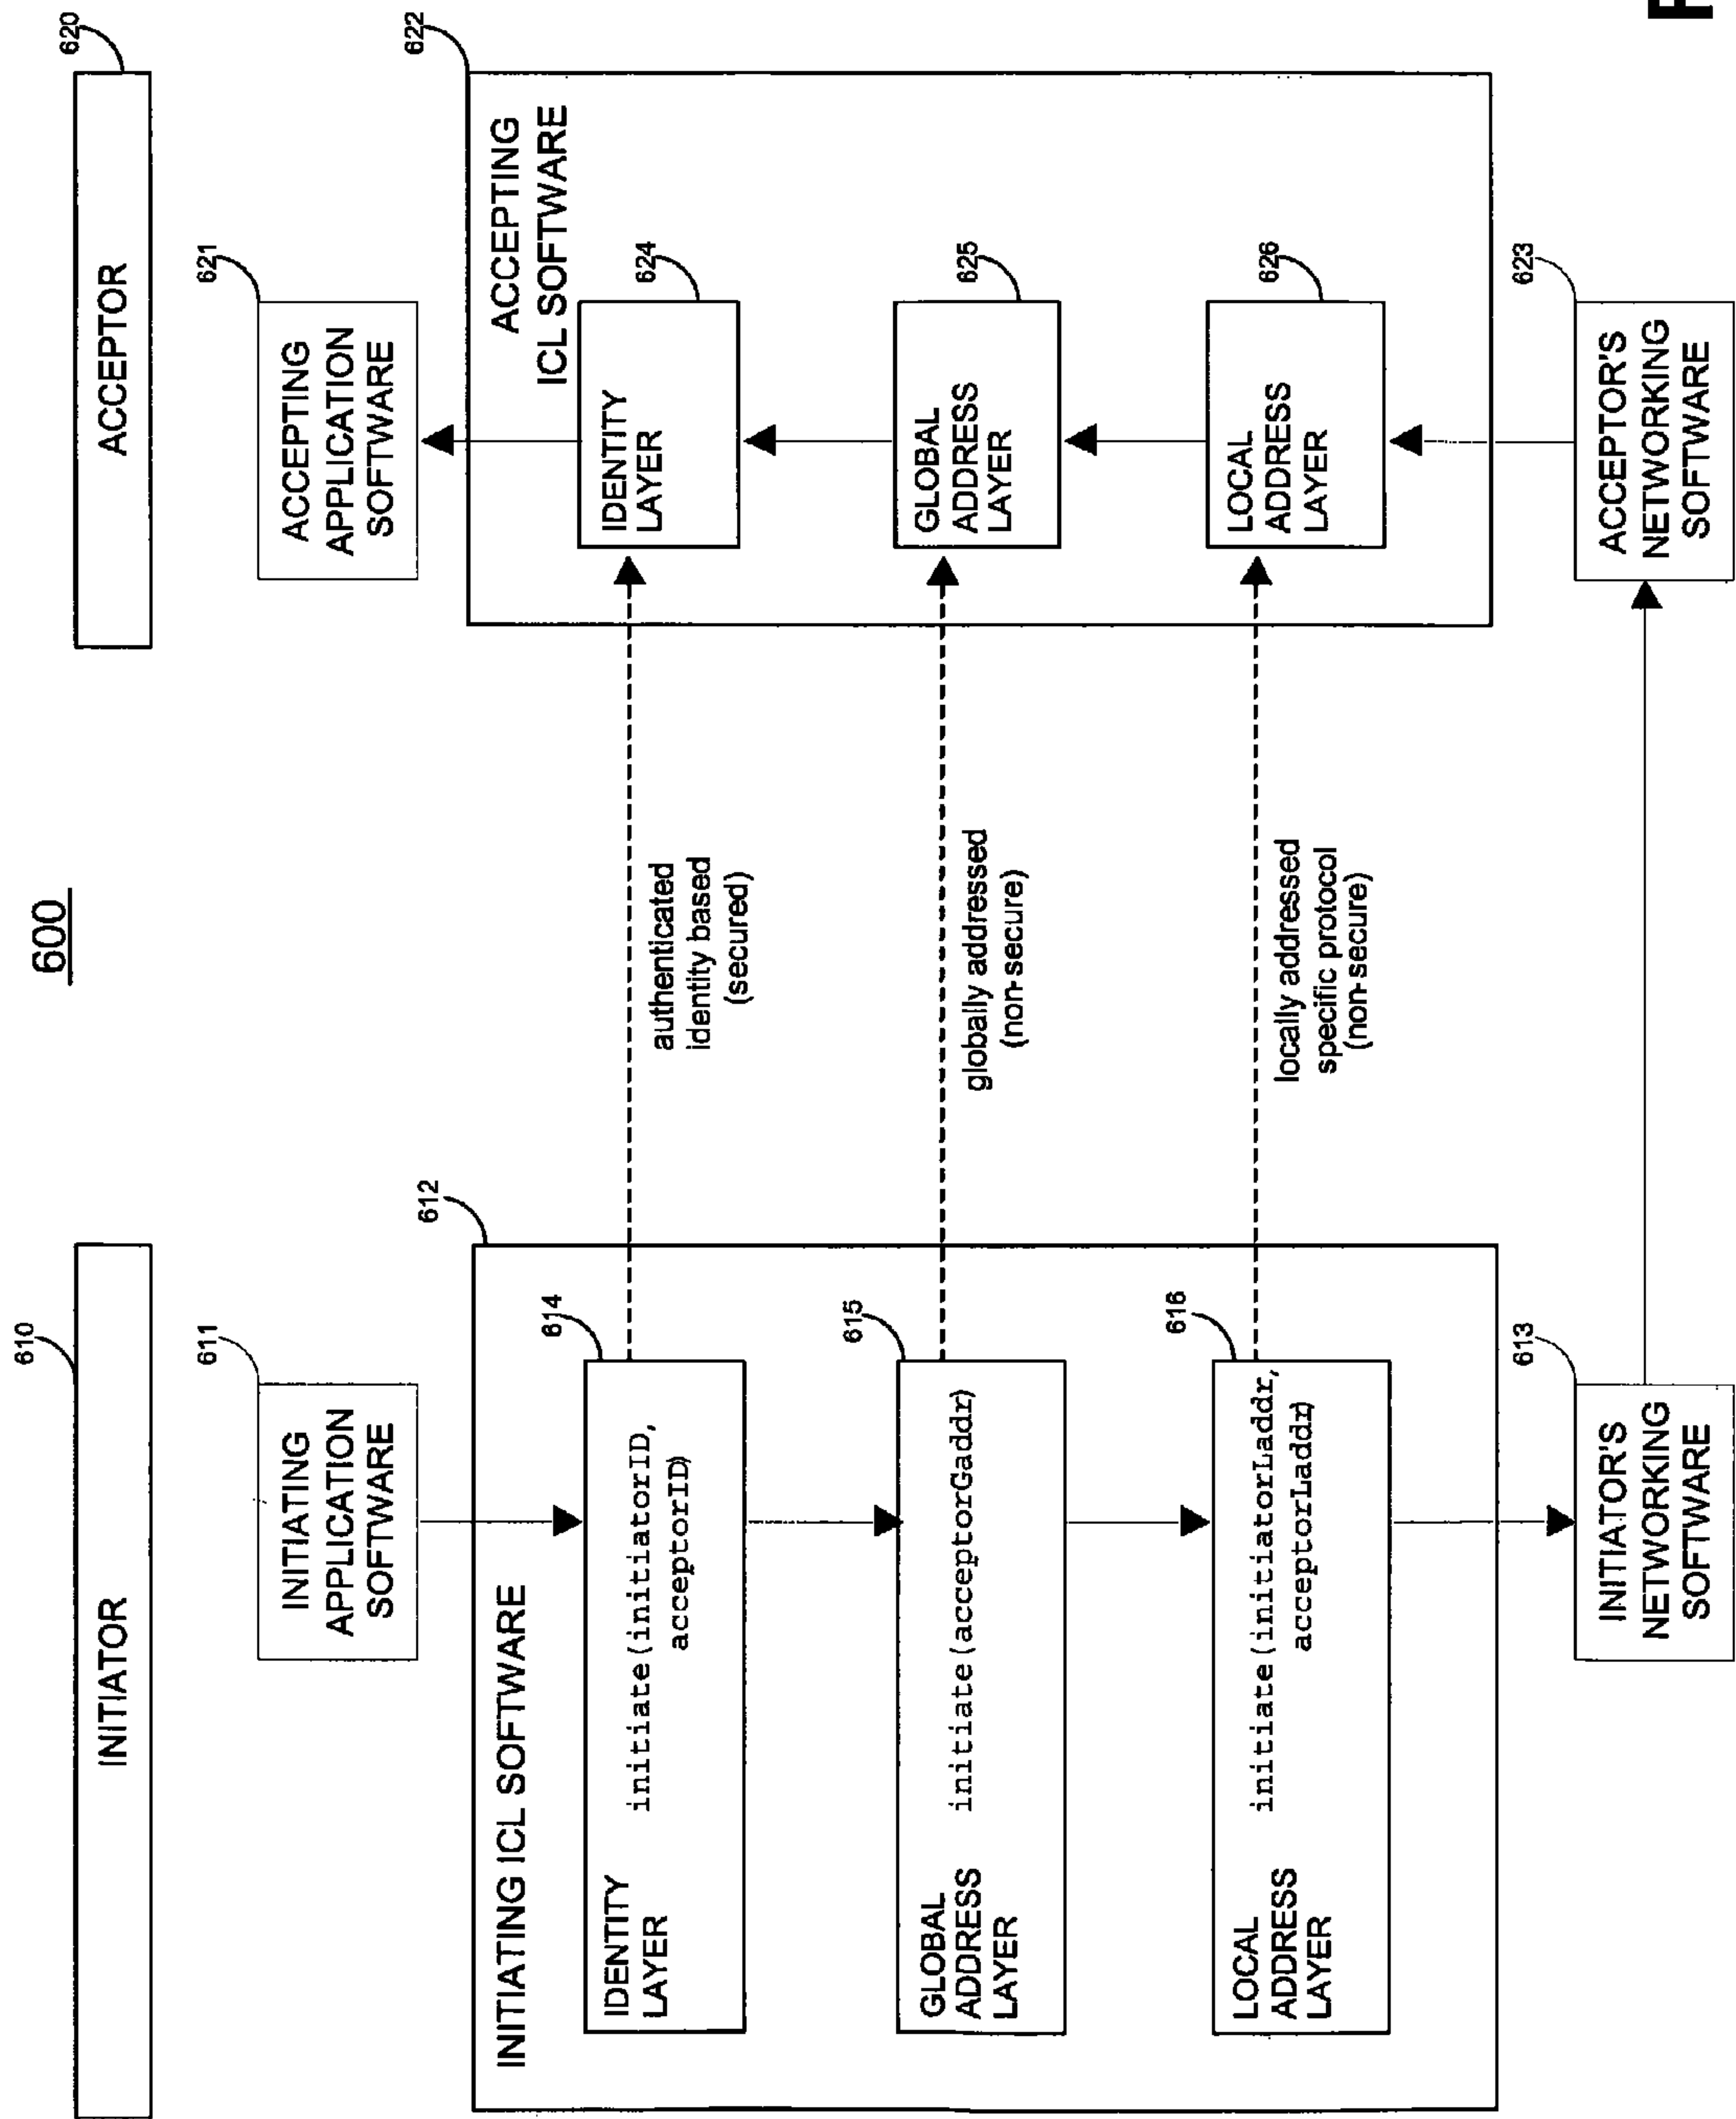 600
610
INITIATOR
620
ACCEPTOR
611
INITIATING
APPLICATION
SOFTWARE
621
ACCEPTING
APPLICATION
SOFTWARE
612
INITIATING ICL SOFTWARE
622
ACCEPTING
ICL SOFTWARE
614
IDENTITY
LAYER
initiate(initiatorID,
acceptorID)
authenticated
identity based
(secured)
624
IDENTITY
LAYER
615
GLOBAL
ADDRESS
LAYER
initiate(acceptorGaddr)
globally addressed
(non-secure)
625
GLOBAL
ADDRESS
LAYER
616
LOCAL
ADDRESS
LAYER
initiate(initiatorLaddr,
acceptorLaddr)
locally addressed
specific protocol
(non-secure)
626
LOCAL
ADDRESS
LAYER
613
INITIATOR'S
NETWORKING
SOFTWARE
623
ACCEPTOR'S
NETWORKING
SOFTWARE